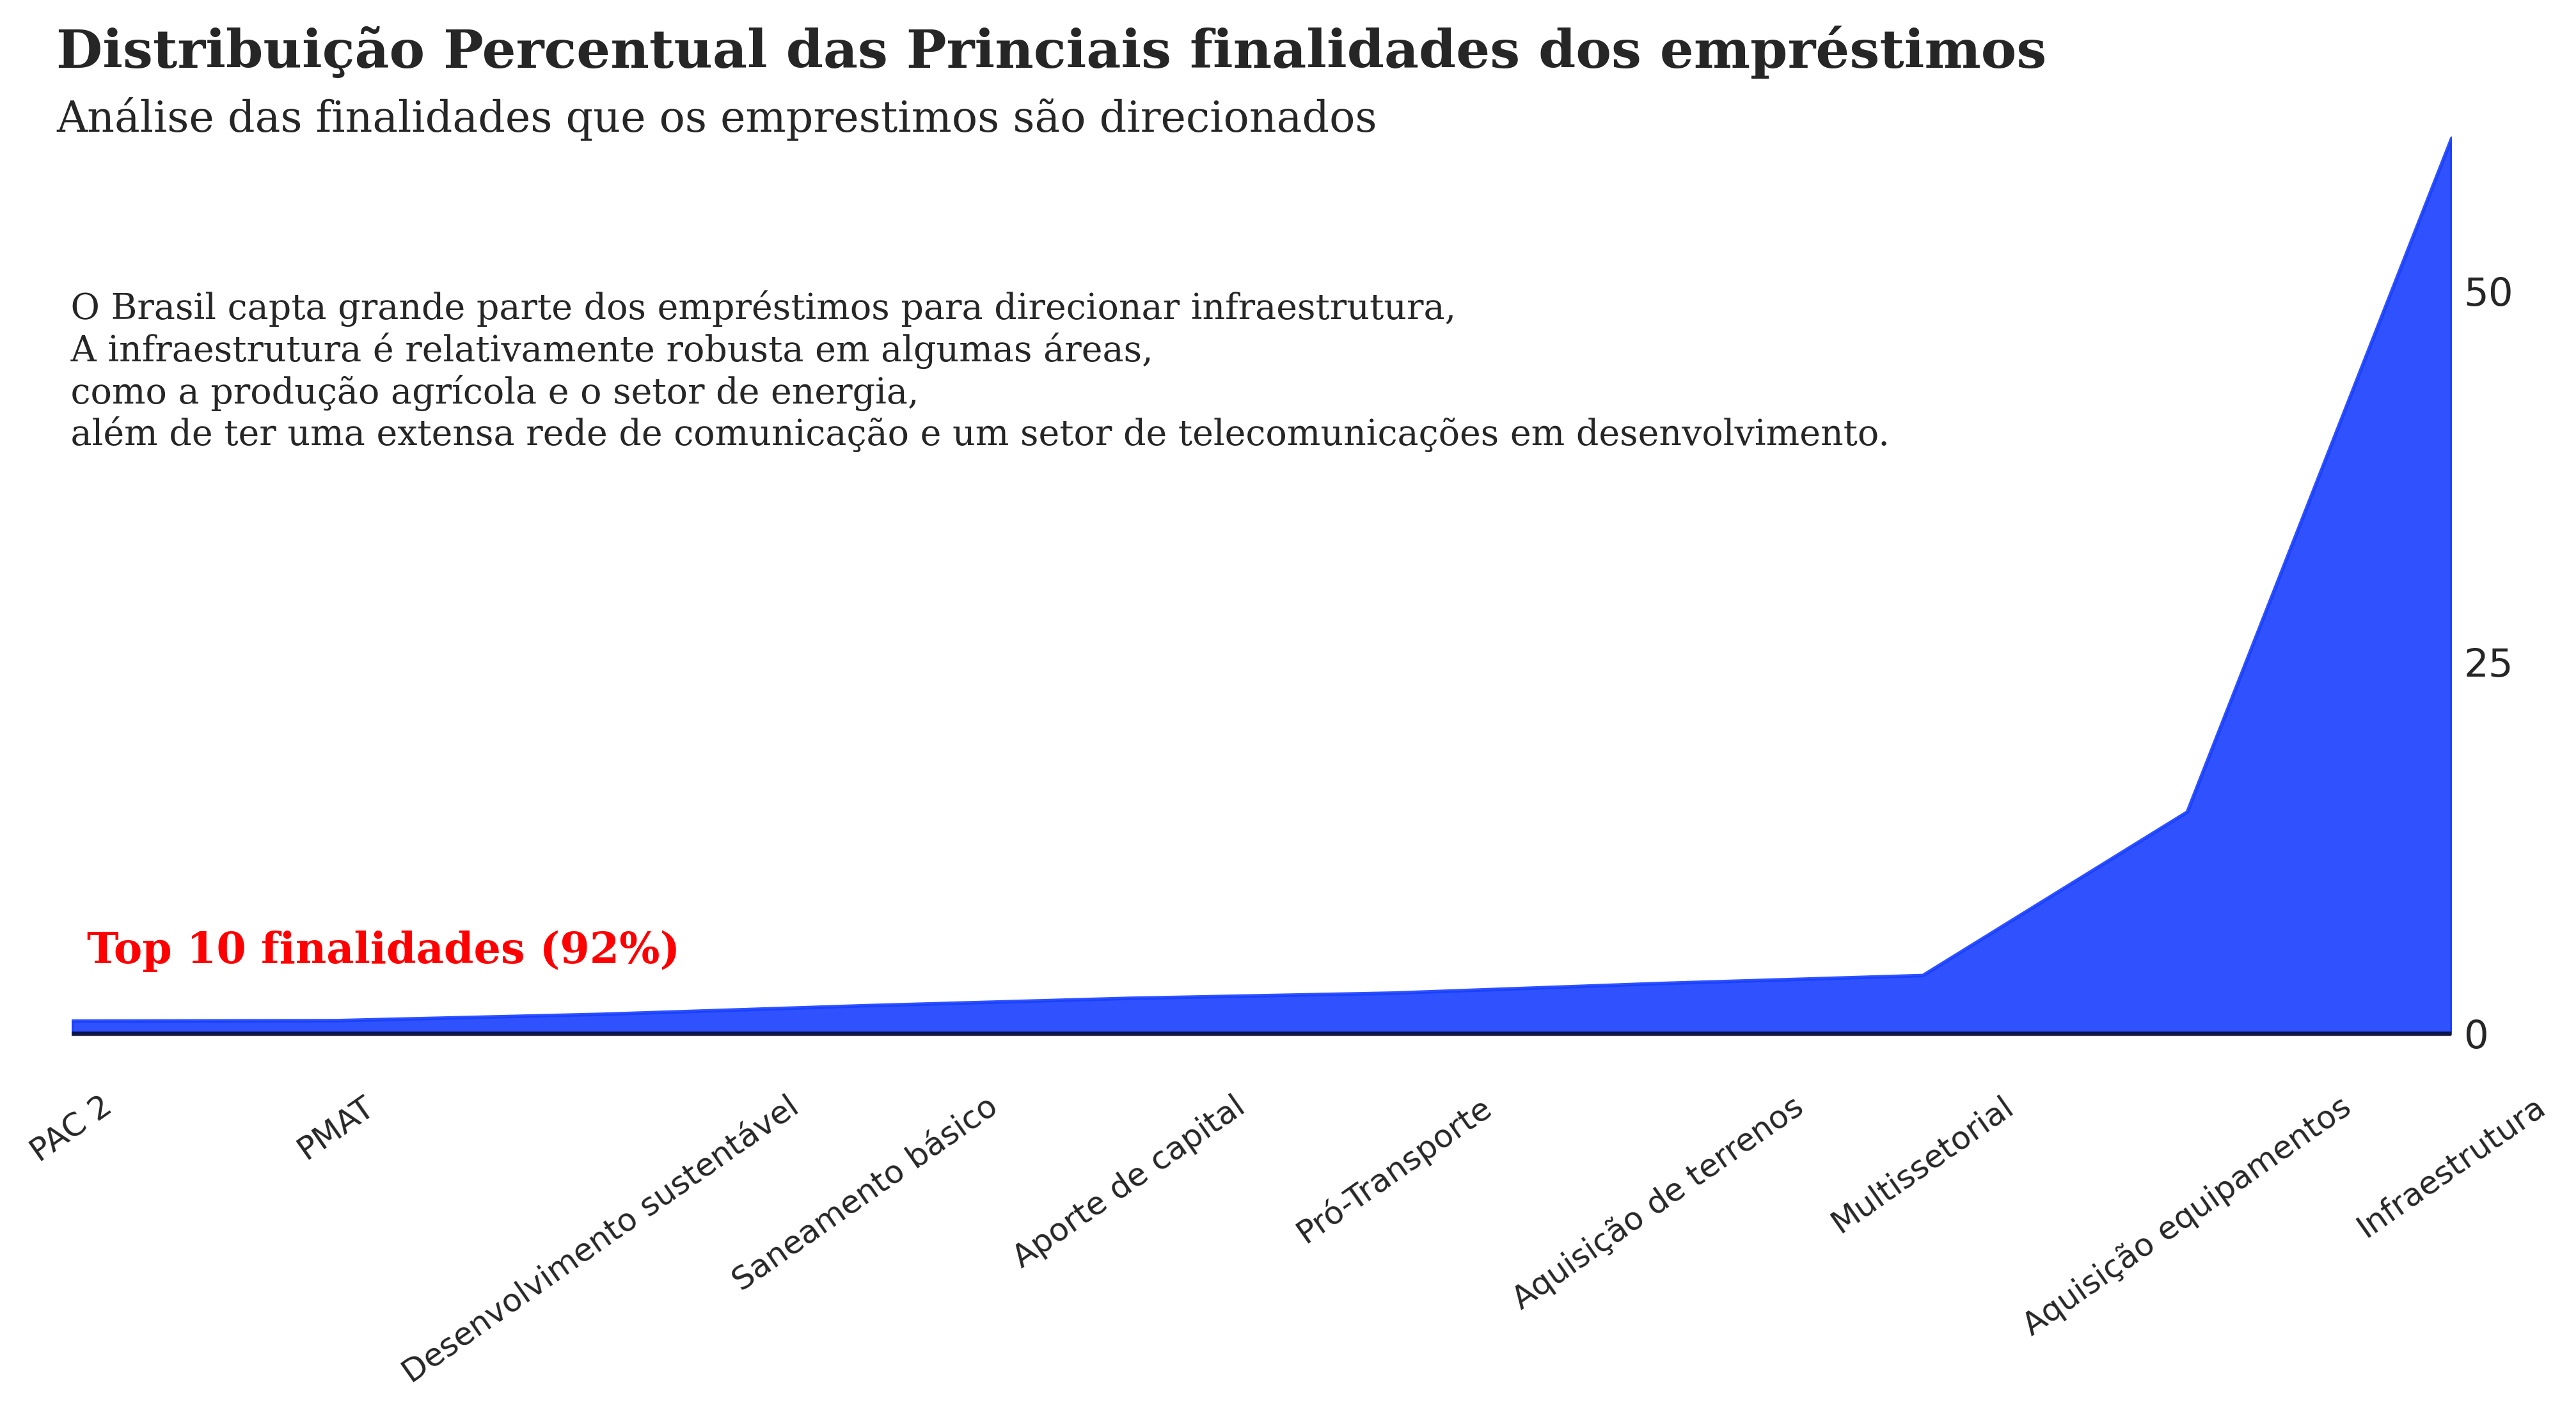 Distribuição Percentual das Princiais finalidades dos empréstimos
Análise das finalidades que os emprestimos são direcionados
O Brasil capta grande parte dos empréstimos para direcionar infraestrutura,
A infraestrutura é relativamente robusta em algumas áreas,
como a produção agrícola e o setor de energia,
além de ter uma extensa rede de comunicação e um setor de telecomunicações em desenvolvimento.
50
25
Top 10 finalidades (92%)
0
PAC 2
PMAT
Desenvolvimento sustentável
Saneamento básico
Aporte de capital
Pró-Transporte
Aquisição de terrenos
Multissetorial
Aquisição equipamentos
Infraestrutura